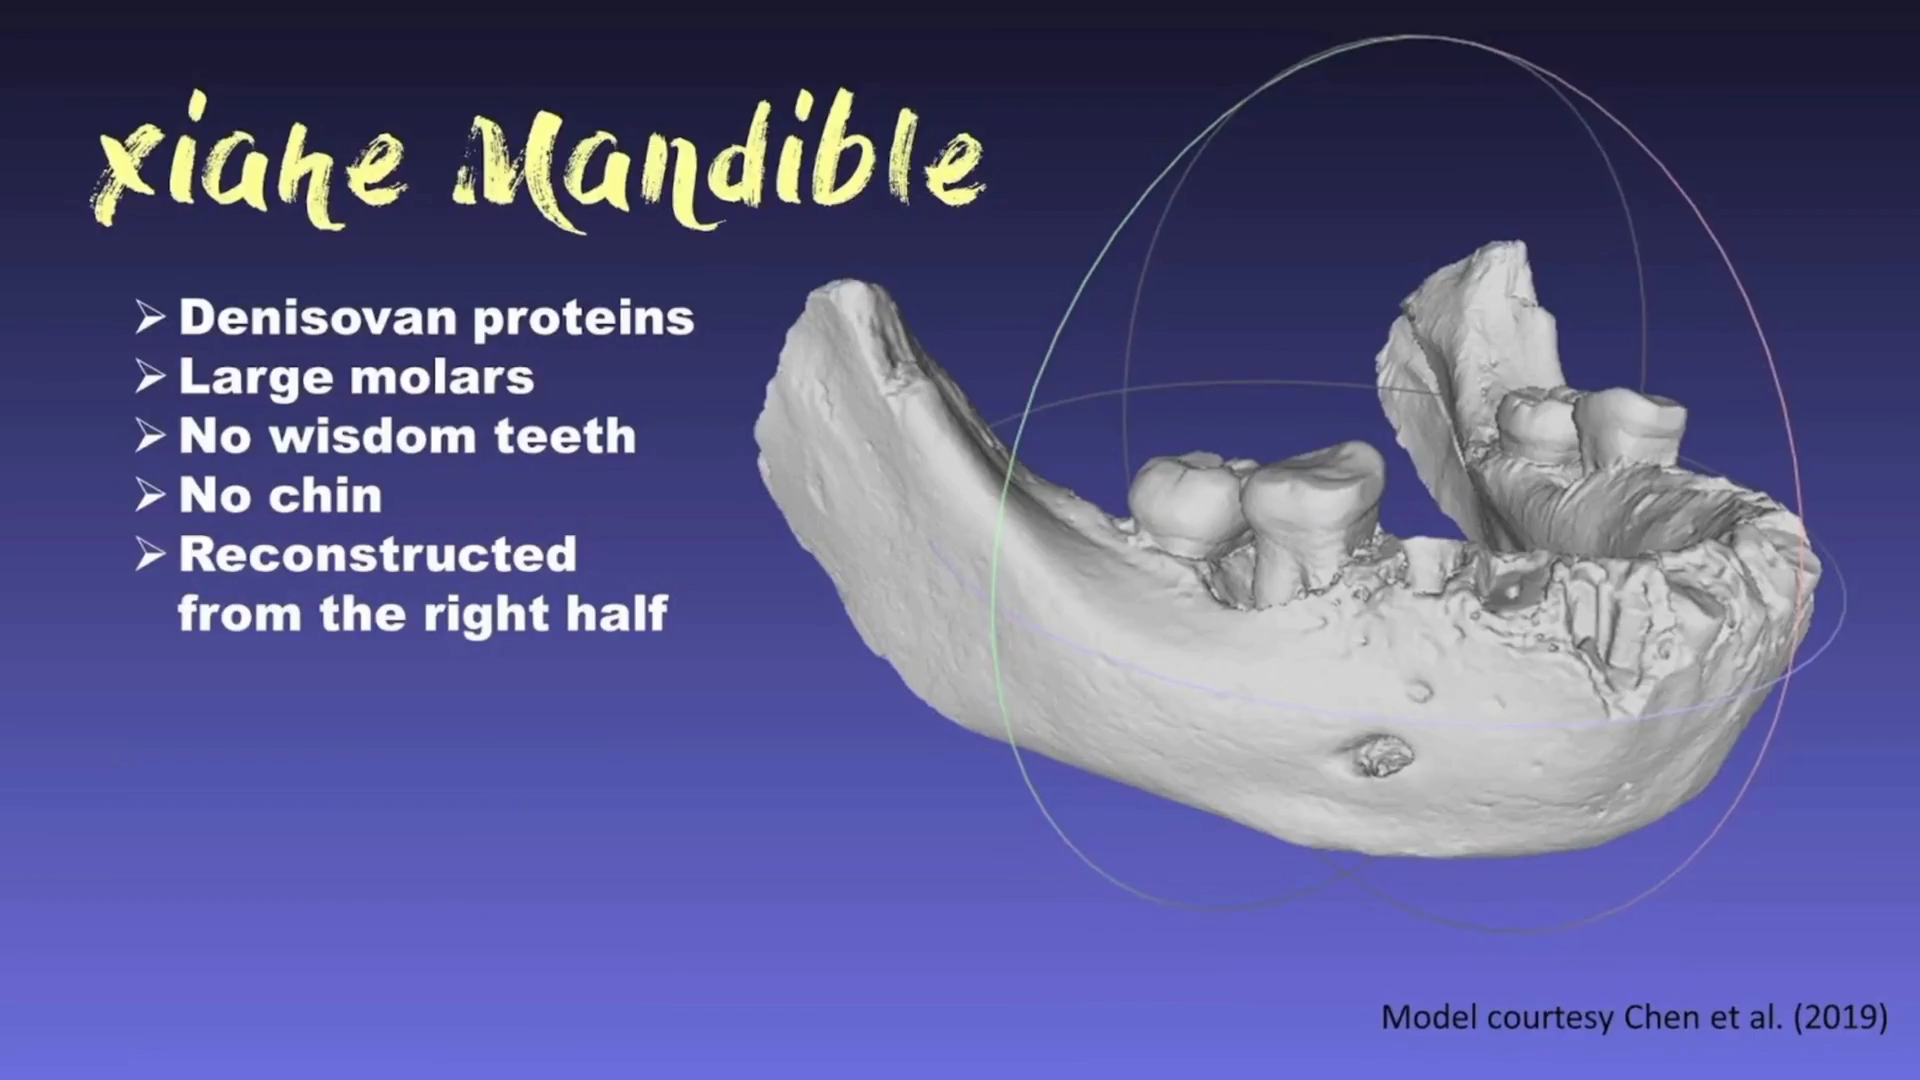 Xiahe Mandible
➢ Denisovan proteins
➢ Large molars
➢ No wisdom teeth
➢ No chin
➢ Reconstructed
from the right half
Model courtesy Chen et al. (2019)